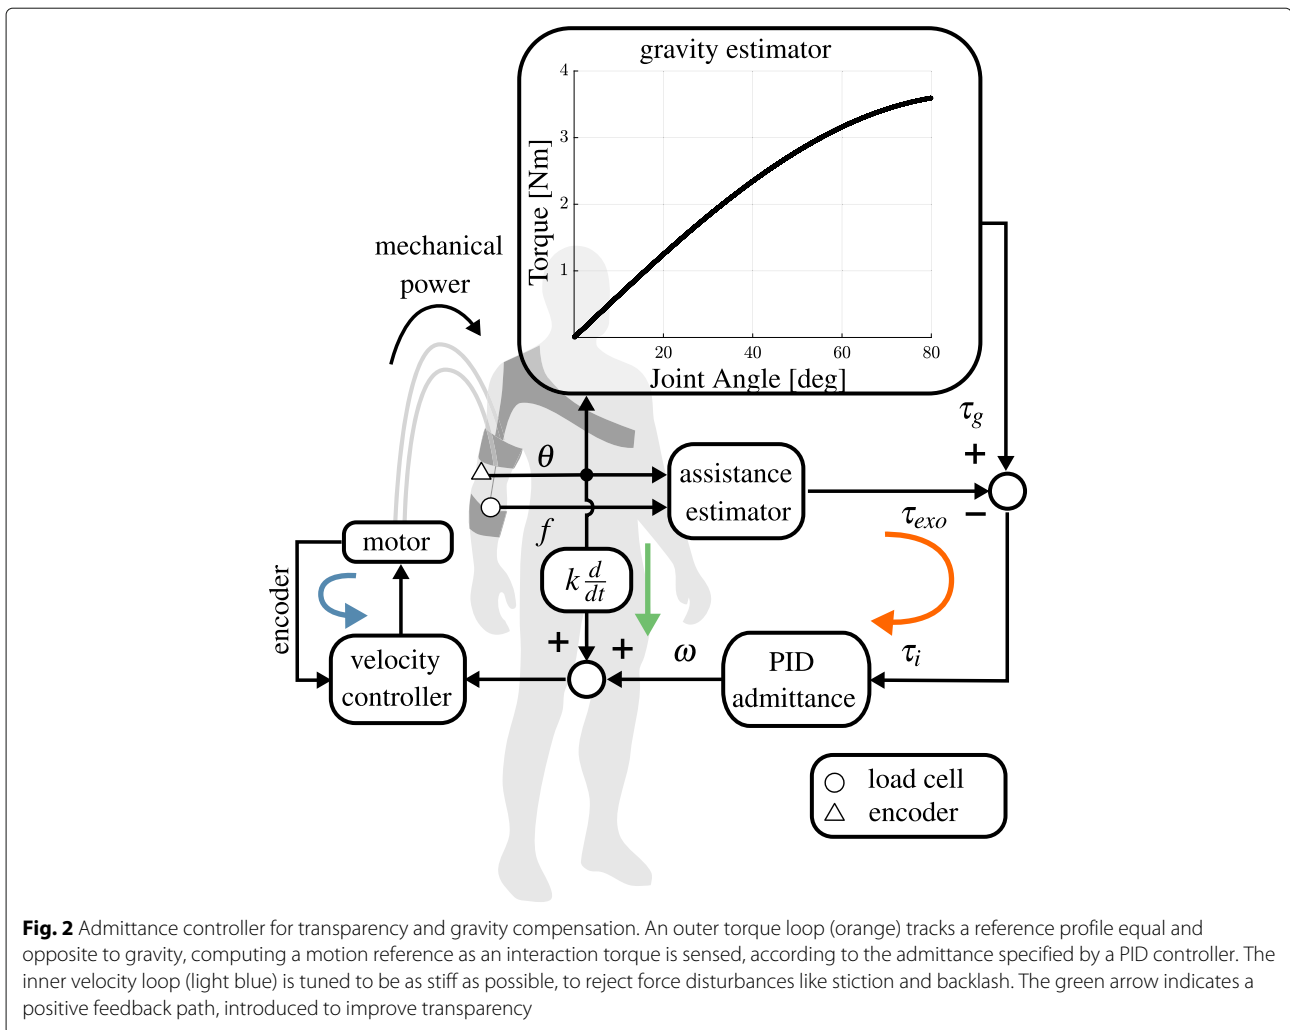 gravity estimator
Torque [Nm]
4
3
2
1
20 40 60 80
Joint Angle [deg]
mechanical
power
τg
+
−
θ
f
assistance
estimator
τexo
motor
encoder
k d/dt
+ +
ω
velocity
controller
PID
admittance
τi
load cell
encoder
Fig. 2 Admittance controller for transparency and gravity compensation. An outer torque loop (orange) tracks a reference profile equal and
opposite to gravity, computing a motion reference as an interaction torque is sensed, according to the admittance specified by a PID controller. The
inner velocity loop (light blue) is tuned to be as stiff as possible, to reject force disturbances like stiction and backlash. The green arrow indicates a
positive feedback path, introduced to improve transparency